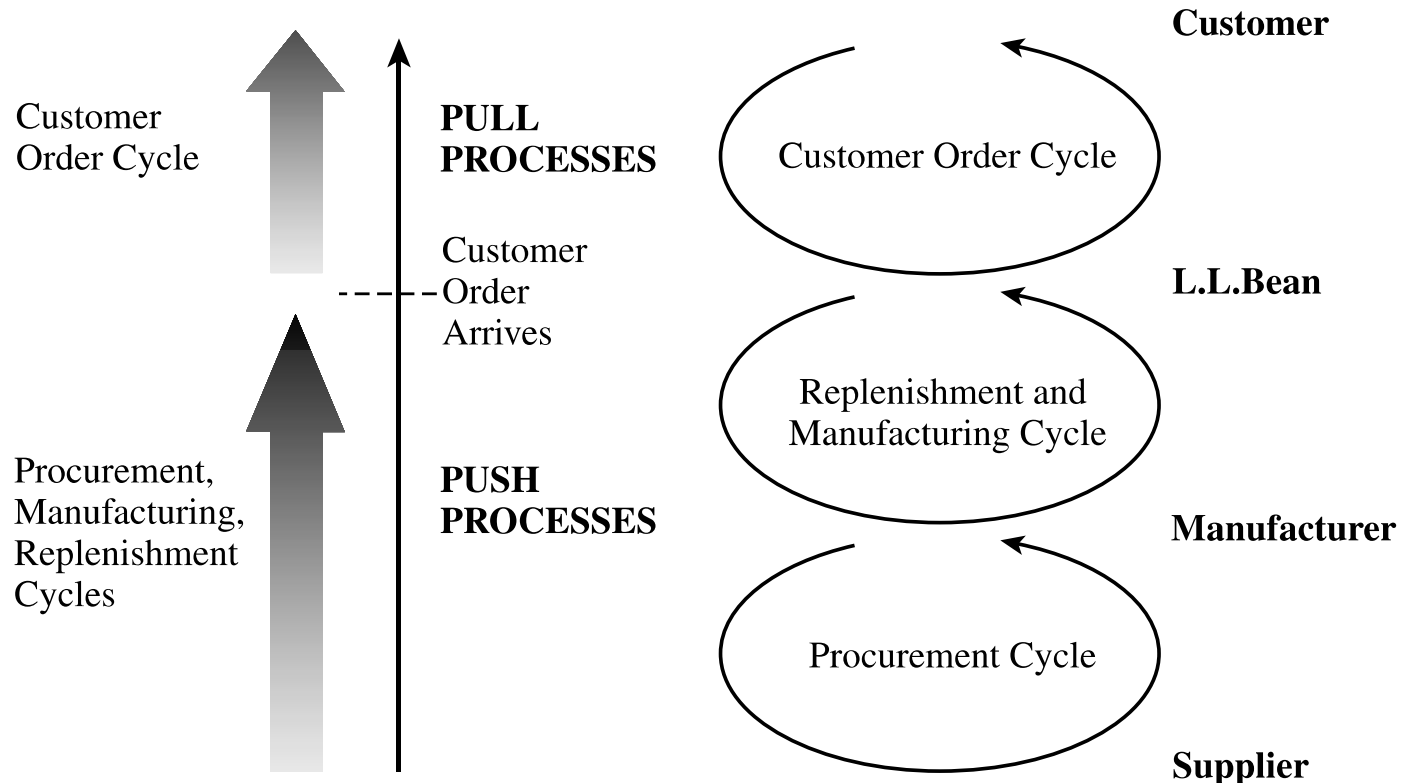 Customer
Order Cycle
Procurement,
Manufacturing,
Replenishment
Cycles
PULL
PROCESSES
Customer
Order
Arrives
PUSH
PROCESSES
Customer Order Cycle
Replenishment and
Manufacturing Cycle
Procurement Cycle
Customer
L.L.Bean
Manufacturer
Supplier